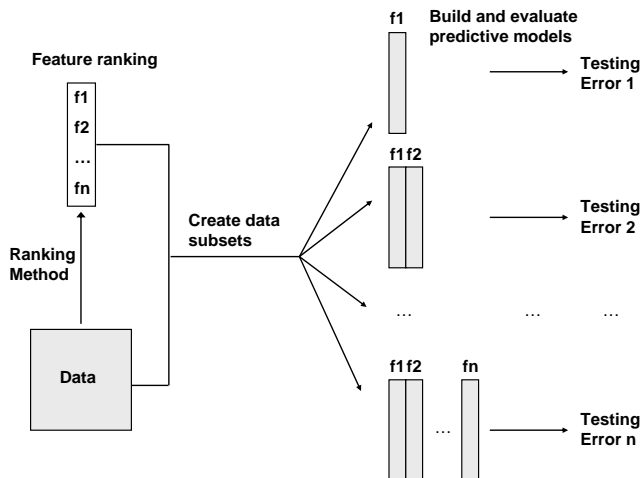 Feature ranking
f1
f2
…
fn
Ranking
Method
Data
Create data
subsets
Build and evaluate
predictive models
f1
Testing
Error 1
f1 f2
Testing
Error 2
… … …
f1 f2 fn
…
Testing
Error n